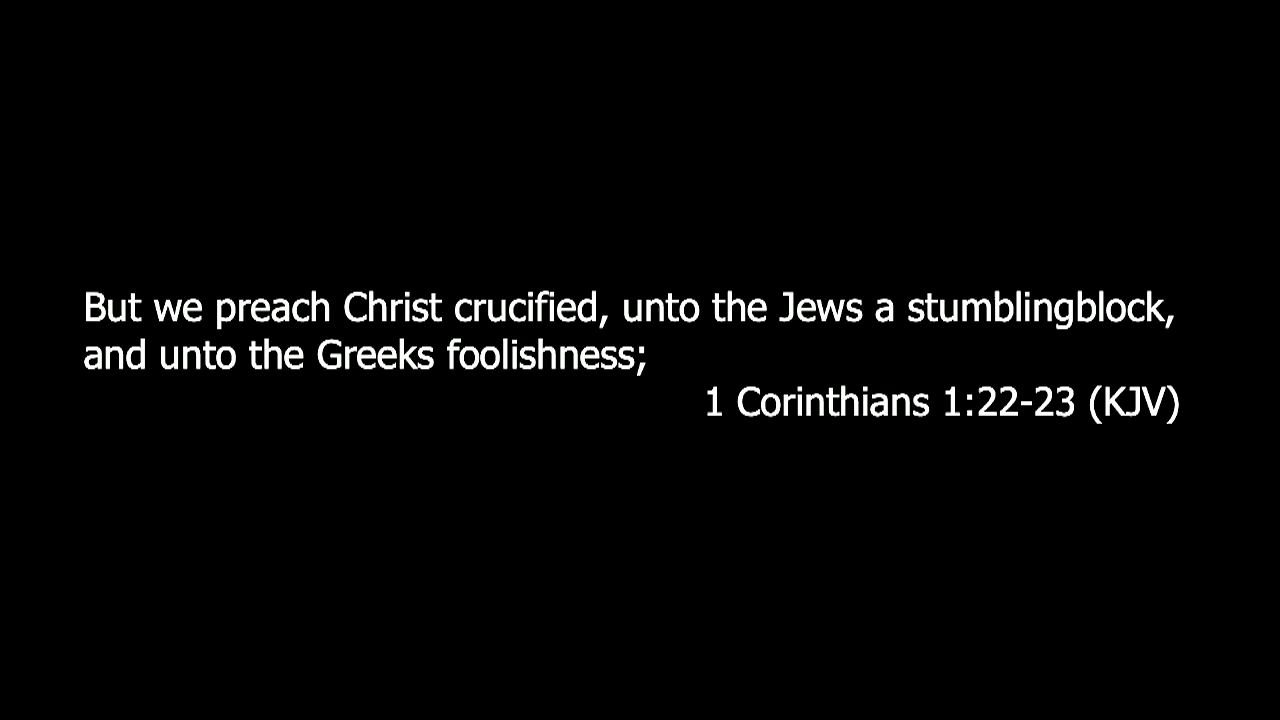 But we preach Christ crucified, unto the Jews a stumblingblock,
and unto the Greeks foolishness;
1 Corinthians 1:22-23 (KJV)